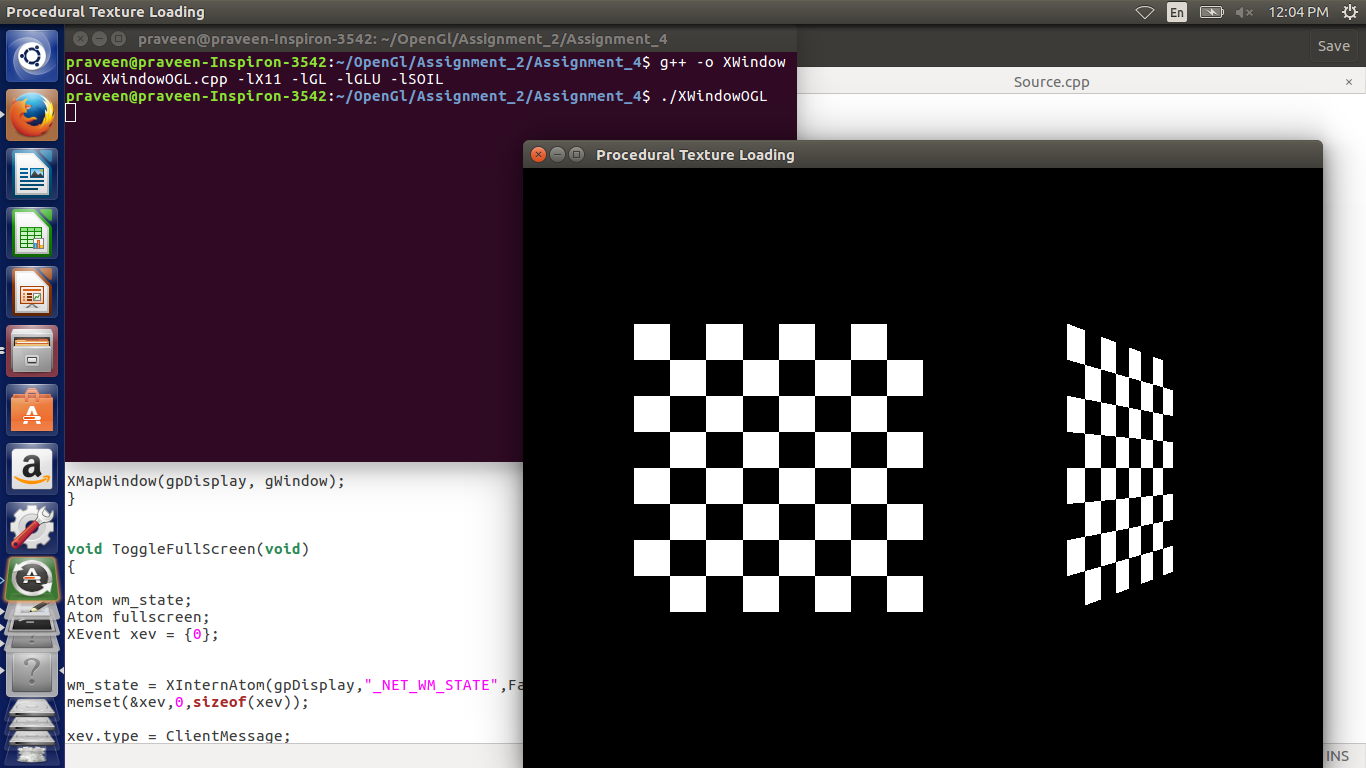 Procedural Texture Loading
En
12:04 PM
praveen@praveen-Inspiron-3542: ~/OpenGl/Assignment_2/Assignment_4
Save
praveen@praveen-Inspiron-3542:~/OpenGl/Assignment_2/Assignment_4$ g++ -o XWindow
OGL XWindowOGL.cpp -lX11 -lGL -lGLU -lSOIL
praveen@praveen-Inspiron-3542:~/OpenGl/Assignment_2/Assignment_4$ ./XWindowOGL
Source.cpp
Procedural Texture Loading
XMapWindow(gpDisplay, gWindow);
}
void ToggleFullScreen(void)
{
Atom wm_state;
Atom fullscreen;
XEvent xev = {0};
wm_state = XInternAtom(gpDisplay,"_NET_WM_STATE",Fa
memset(&xev,0,sizeof(xev));
xev.type = ClientMessage;
INS